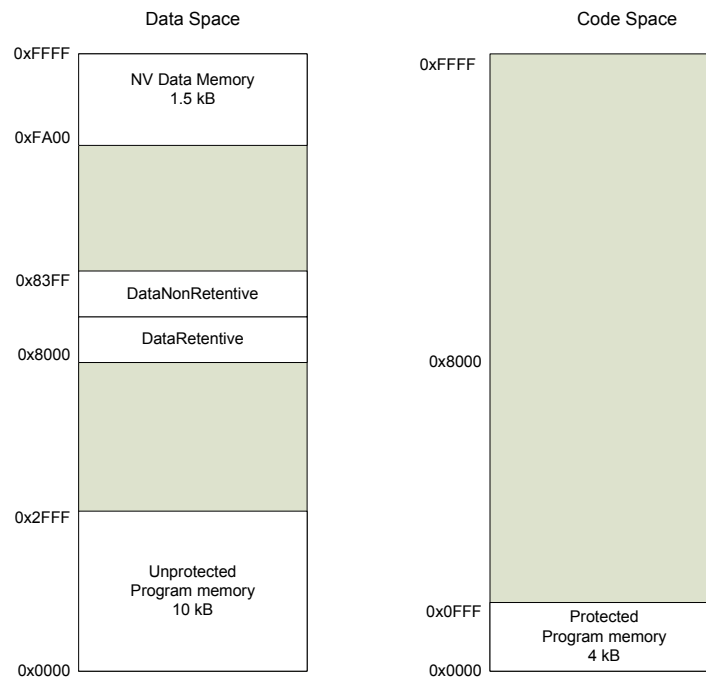 Data Space
0xFFFF
NV Data Memory
1.5 kB
0xFA00
0x83FF
DataNonRetentive
DataRetentive
0x8000
0x2FFF
Unprotected
Program memory
10 kB
0x0000
Code Space
0xFFFF
0x8000
0x0FFF
Protected
Program memory
4 kB
0x0000